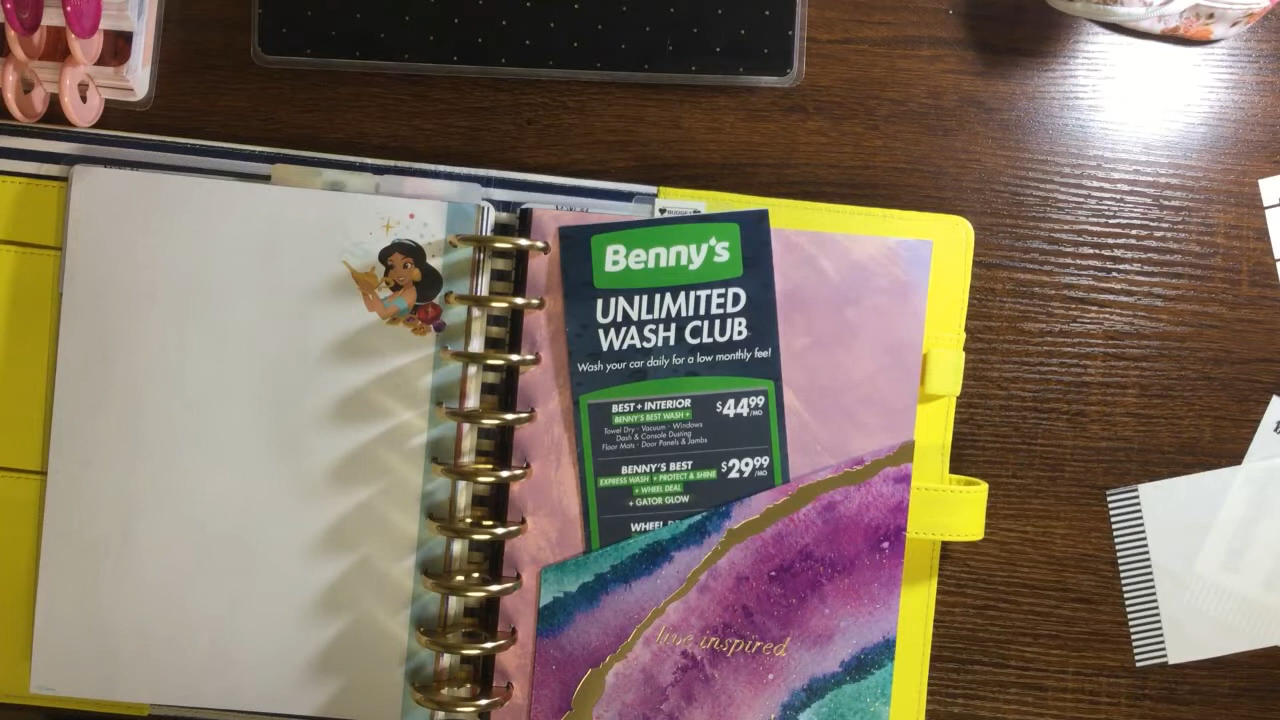 BUDGET
Benny's
UNLIMITED
WASH CLUB
Wash your car daily for a low monthly fee!
BEST + INTERIOR
$44.99/MO
BENNY'S BEST WASH +
Towel Dry - Vacuum - Windows
Dash & Console Dusting
Floor Mats - Door Panels & Jambs
BENNY'S BEST
$29.99/MO
EXPRESS WASH + PROTECT & SHINE
+ WHEEL DEAL
+ GATOR GLOW
WHEEL
live inspired